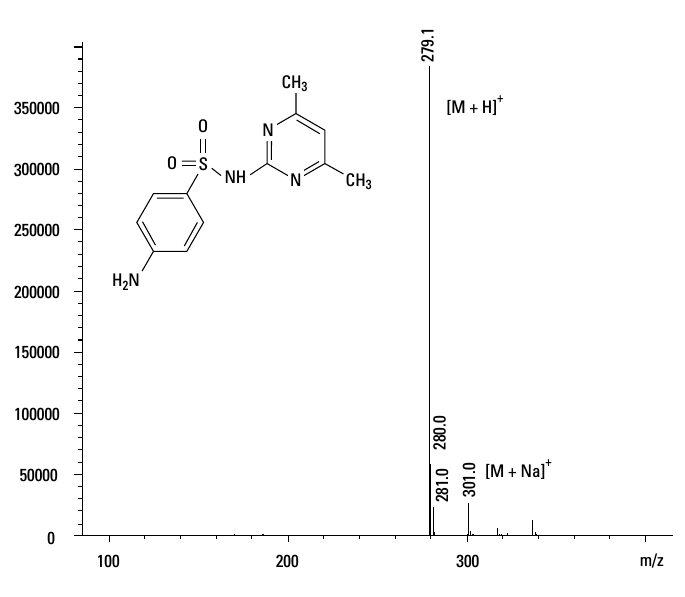 279.1
[M + H]+
350000
300000
250000
200000
150000
100000
50000
0
CH3
O
N
O
S
NH
N
CH3
H2N
280.0
281.0
301.0
[M + Na]+
100
200
300
m/z